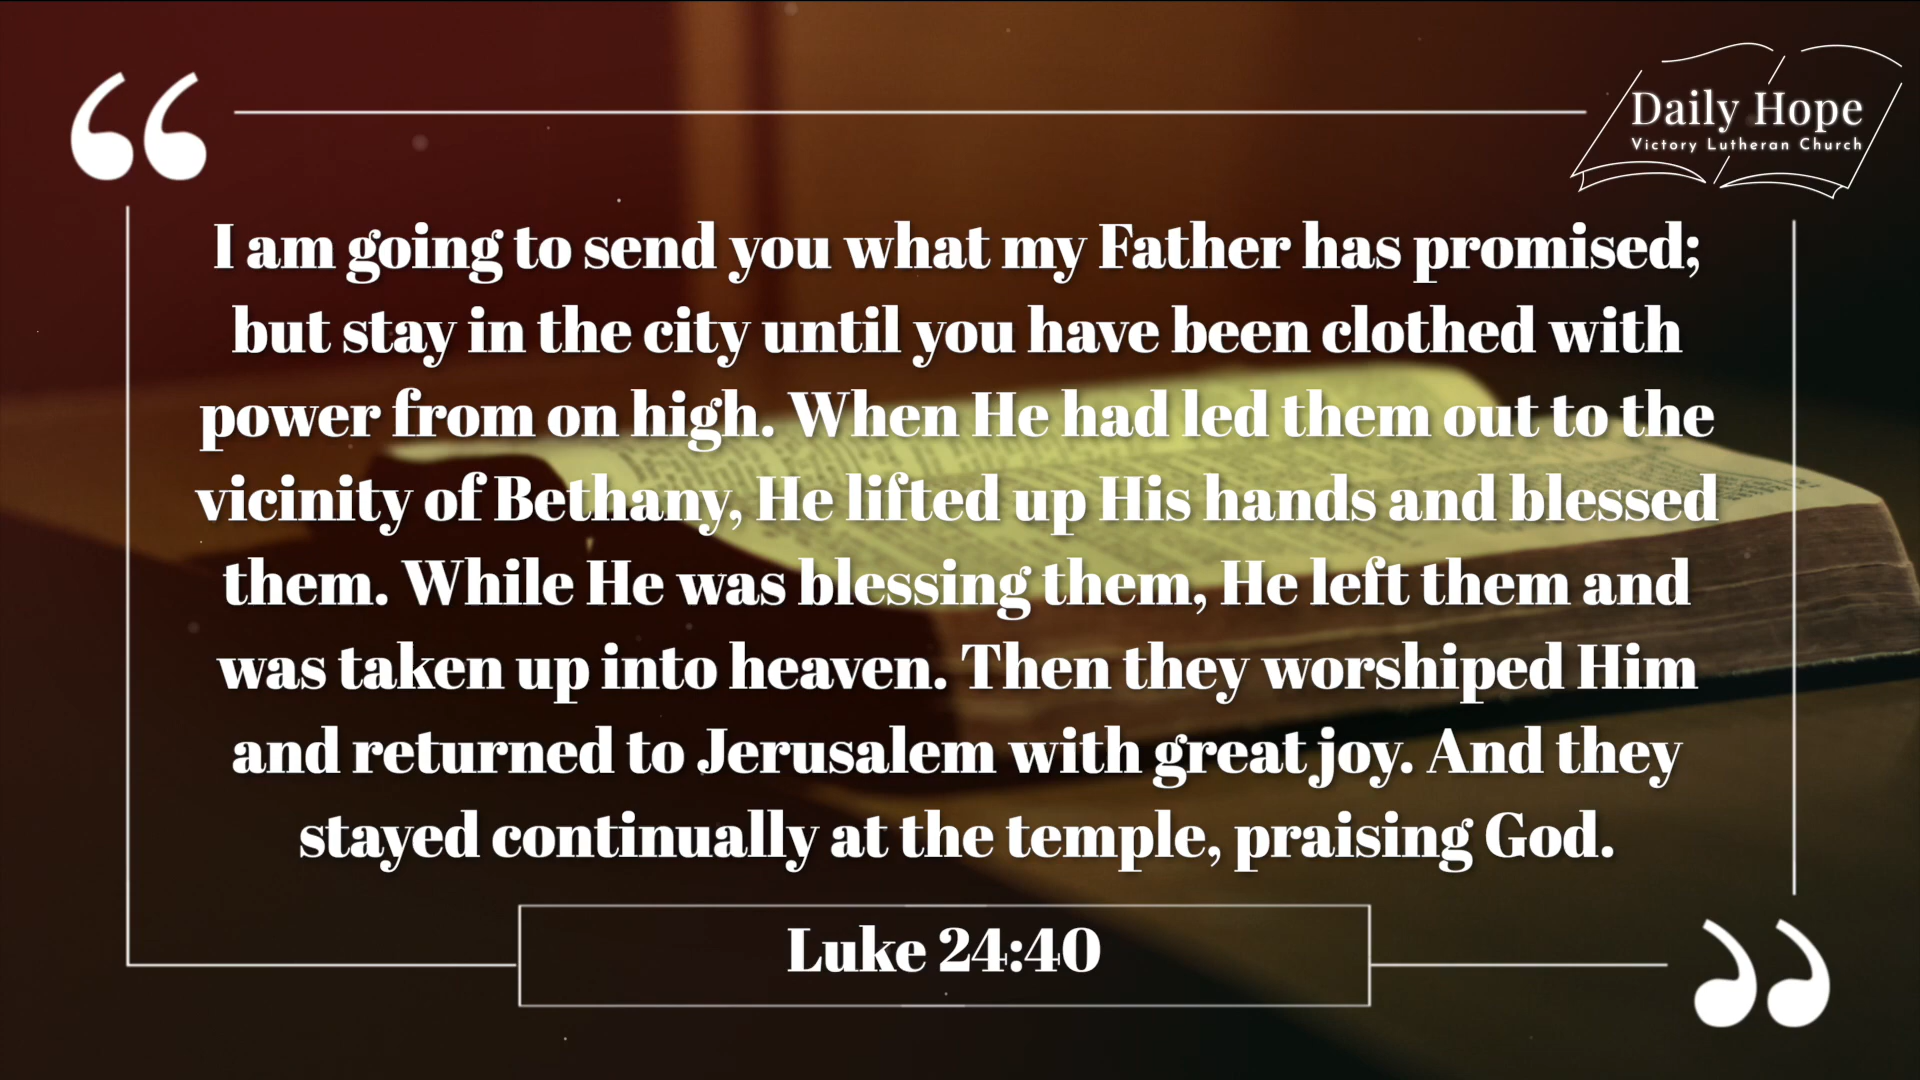 “
Daily Hope
Victory Lutheran Church
I am going to send you what my Father has promised;
but stay in the city until you have been clothed with
power from on high. When He had led them out to the
vicinity of Bethany, He lifted up His hands and blessed
them. While He was blessing them, He left them and
was taken up into heaven. Then they worshiped Him
and returned to Jerusalem with great joy. And they
stayed continually at the temple, praising God.
Luke 24:40
”